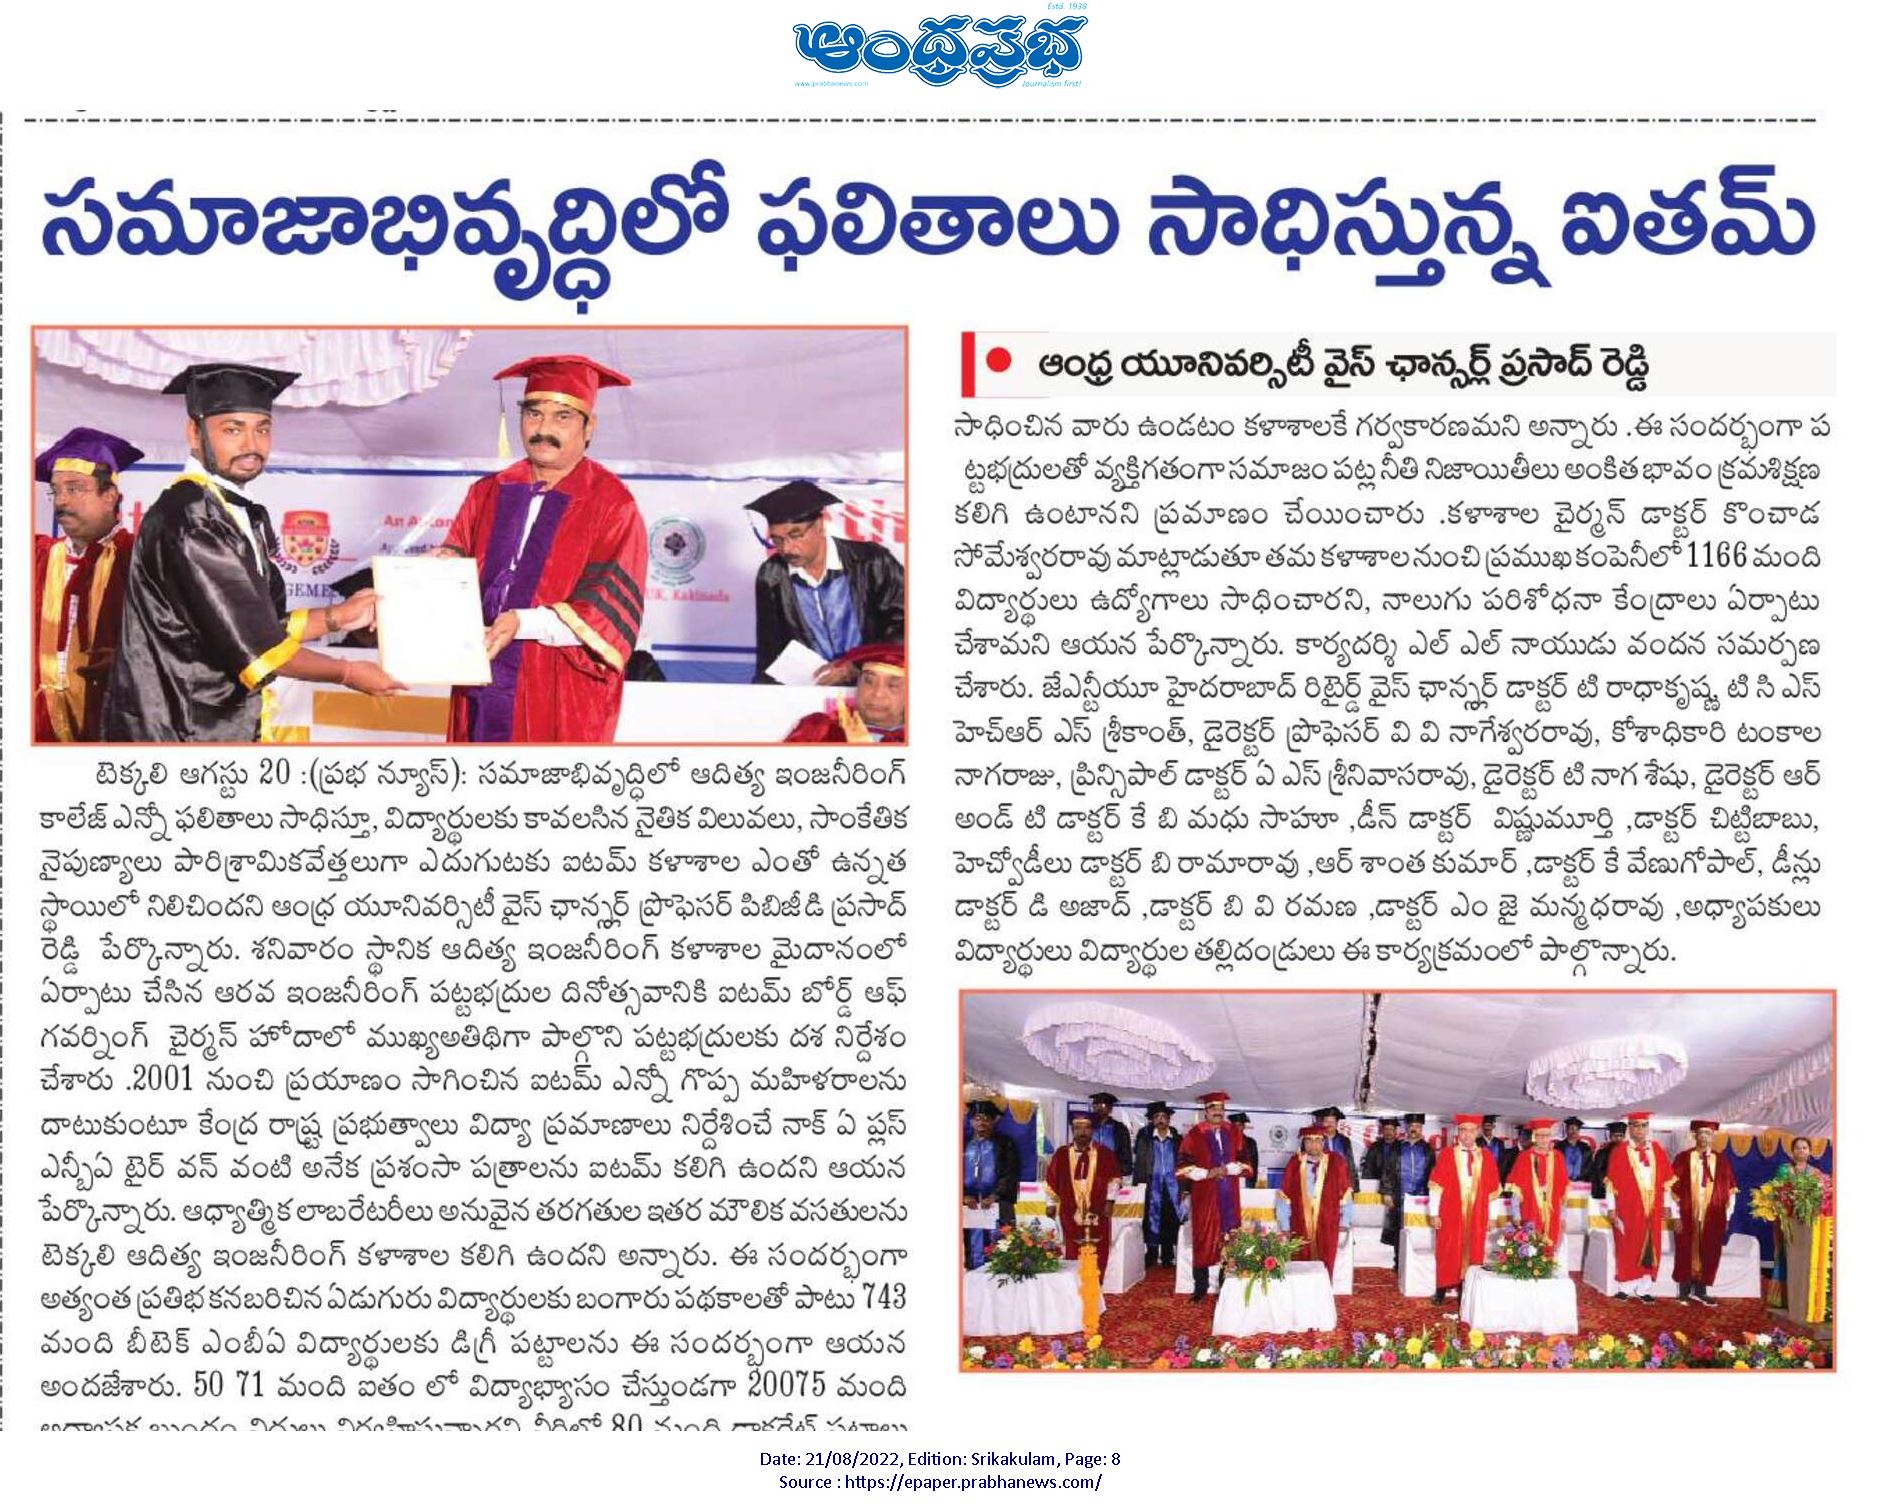 Estd. 1938
ఆంధ్రప్రభ
www.prabhanews.com
Journalism first!
సమాజాభివృద్ధిలో ఫలితాలు సాధిస్తున్న ఐతమ్
టెక్కలి ఆగస్టు 20 :(ప్రభ న్యూస్): సమాజాభివృద్ధిలో ఆదిత్య ఇంజనీరింగ్
కాలేజ్ ఎన్నో ఫలితాలు సాధిస్తూ, విద్యార్థులకు కావలసిన నైతిక విలువలు, సాంకేతిక
నైపుణ్యాలు పారిశ్రామికవేత్తలుగా ఎదుగుటకు ఐటమ్ కళాశాల ఎంతో ఉన్నత
స్థాయిలో నిలిచిందని ఆంధ్ర యూనివర్సిటీ వైస్ ఛాన్సర్ల్ ప్రొఫెసర్ పిబిజీడి ప్రసాద్
రెడ్డి పేర్కొన్నారు. శనివారం స్థానిక ఆదిత్య ఇంజనీరింగ్ కళాశాల మైదానంలో
ఏర్పాటు చేసిన ఆరవ ఇంజనీరింగ్ పట్టభద్రుల దినోత్సవానికి ఐటమ్ బోర్డ్ ఆఫ్
గవర్నింగ్ చైర్మన్ హోదాలో ముఖ్యఅతిథిగా పాల్గొని పట్టభద్రులకు దశ నిర్దేశం
చేశారు .2001 నుంచి ప్రయాణం సాగించిన ఐటమ్ ఎన్నో గొప్ప మహిళరాలను
దాటుకుంటూ కేంద్ర రాష్ట్ర ప్రభుత్వాలు విద్యా ప్రమాణాలు నిర్దేశించే నాక్ ఏ ప్లస్
ఎన్బీఏ టైర్ వన్ వంటి అనేక ప్రశంసా పత్రాలను ఐటమ్ కలిగి ఉందని ఆయన
పేర్కొన్నారు. ఆధ్యాత్మిక లాబరేటరీలు అనువైన తరగతుల ఇతర మౌలిక వసతులను
టెక్కలి ఆదిత్య ఇంజనీరింగ్ కళాశాల కలిగి ఉందని అన్నారు. ఈ సందర్భంగా
అత్యంత ప్రతిభ కనబరిచిన ఏడుగురు విద్యార్థులకు బంగారు పథకాలతో పాటు 743
మంది బీటెక్ ఎంబీఏ విద్యార్థులకు డిగ్రీ పట్టాలను ఈ సందర్భంగా ఆయన
అందజేశారు. 50 71 మంది ఐతం లో విద్యాభ్యాసం చేస్తుండగా 20075 మంది
ఆంధ్ర యూనివర్సిటీ వైస్ ఛాన్సర్ల్ ప్రసాద్ రెడ్డి
సాధించిన వారు ఉండటం కళాశాలకే గర్వకారణమని అన్నారు .ఈ సందర్భంగా ప
ట్టభద్రులతో వ్యక్తిగతంగా సమాజం పట్ల నీతి నిజాయితీలు అంకిత భావం క్రమశిక్షణ
కలిగి ఉంటానని ప్రమాణం చేయించారు .కళాశాల చైర్మన్ డాక్టర్ కొంచాడ
సోమేశ్వరరావు మాట్లాడుతూ తమ కళాశాల నుంచి ప్రముఖ కంపెనీలో 1166 మంది
విద్యార్థులు ఉద్యోగాలు సాధించారని, నాలుగు పరిశోధనా కేంద్రాలు ఏర్పాటు
చేశామని ఆయన పేర్కొన్నారు. కార్యదర్శి ఎల్ ఎల్ నాయుడు వందన సమర్పణ
చేశారు. జేఎన్టీయూ హైదరాబాద్ రిటైర్డ్ వైస్ ఛాన్సర్ల్ డాక్టర్ టి రాధాకృష్ణ టి సి ఎస్
హెచ్ఆర్ ఎస్ శ్రీకాంత్, డైరెక్టర్ ప్రొఫెసర్ వి వి నాగేశ్వరరావు, కోశాధికారి టంకాల
నాగరాజు, ప్రిన్సిపాల్ డాక్టర్ ఏ ఎస్ శ్రీనివాసరావు, డైరెక్టర్ టి నాగ శేషు, డైరెక్టర్ ఆర్
అండ్ టి డాక్టర్ కే బి మధు సాహూ ,డీన్ డాక్టర్ విష్ణుమూర్తి ,డాక్టర్ చిట్టిబాబు,
హెచ్వోడీలు డాక్టర్ బి రామారావు ,ఆర్ శాంత కుమార్ ,డాక్టర్ కే వేణుగోపాల్, డీన్లు
డాక్టర్ డి అజాద్ ,డాక్టర్ బి వి రమణ ,డాక్టర్ ఎం జై మన్మధరావు ,అధ్యాపకులు
విద్యార్థులు విద్యార్థుల తల్లిదండ్రులు ఈ కార్యక్రమంలో పాల్గొన్నారు.
Date: 21/08/2022, Edition: Srikakulam, Page: 8
Source : https://epaper.prabhanews.com/